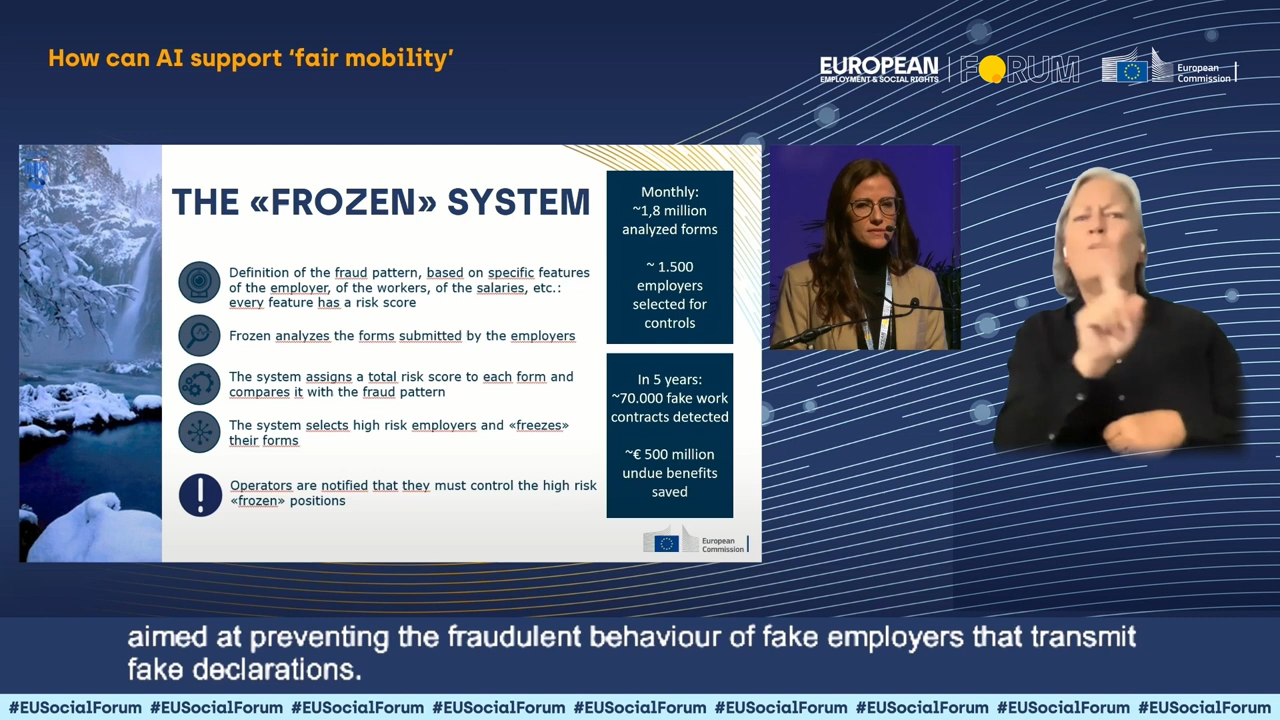 How can AI support ‘fair mobility’
EUROPEAN
EMPLOYMENT & SOCIAL RIGHTS
FORUM
European
Commission
THE «FROZEN» SYSTEM
Definition of the fraud pattern, based on specific features
of the employer, of the workers, of the salaries, etc.:
every feature has a risk score
Frozen analyzes the forms submitted by the employers
The system assigns a total risk score to each form and
compares it with the fraud pattern
The system selects high risk employers and «freezes»
their forms
Operators are notified that they must control the high risk
«frozen» positions
Monthly:
~1,8 million
analyzed forms
~ 1.500
employers
selected for
controls
In 5 years:
~70.000 fake work
contracts detected
~€ 500 million
undue benefits
saved
European
Commission
aimed at preventing the fraudulent behaviour of fake employers that transmit
fake declarations.
#EUSocialForum #EUSocialForum #EUSocialForum #EUSocialForum #EUSocialForum #EUSocialForum #EUSocialForum #EUSocialForum #EUSocialForum